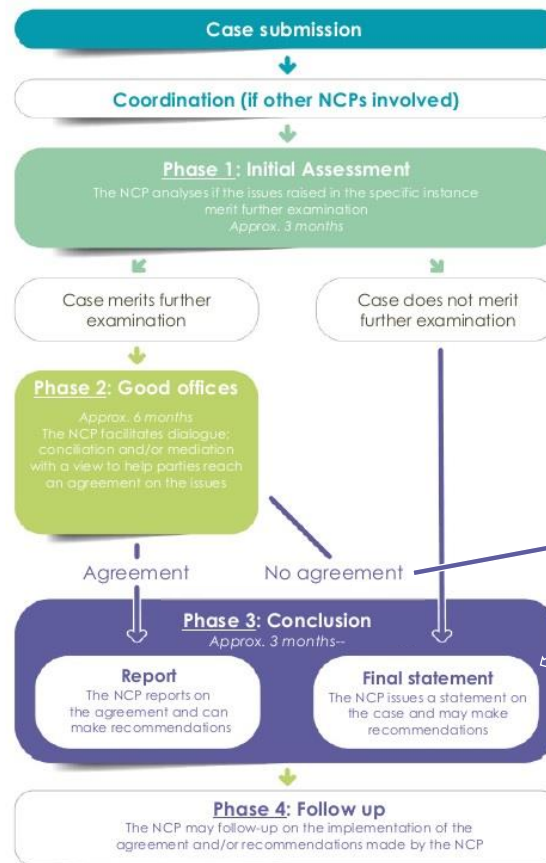 Case submission
Coordination (if other NCPs involved)
Phase 1: Initial Assessment
The NCP analyses if the issues raised in the specific instance
merit further examination
Approx. 3 months
Case merits further
examination
Case does not merit
further examination
Phase 2: Good offices
Approx. 6 months
The NCP facilitates dialogue;
conciliation and/or mediation
with a view to help parties reach
an agreement on the issues
Agreement
No agreement
Phase 3: Conclusion
Approx. 3 months--
Report
The NCP reports on
the agreement and can
make recommendations
Final statement
The NCP issues a statement on
the case and may make
recommendations
Phase 4: Follow up
The NCP may follow-up on the implementation of the
agreement and/or recommendations made by the NCP